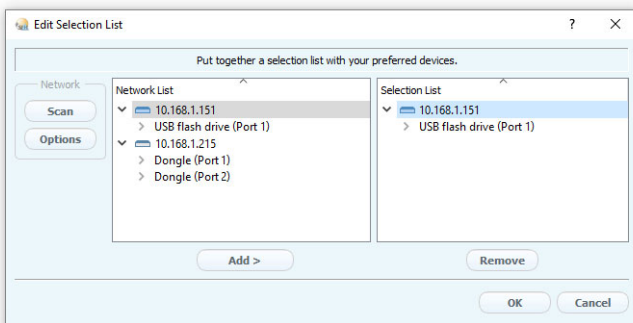 Edit Selection List
?
Put together a selection list with your preferred devices.
Network
Scan
Options
Network List
10.168.1.151
USB flash drive (Port 1)
10.168.1.215
Dongle (Port 1)
Dongle (Port 2)
Add >
Selection List
10.168.1.151
USB flash drive (Port 1)
Remove
OK
Cancel